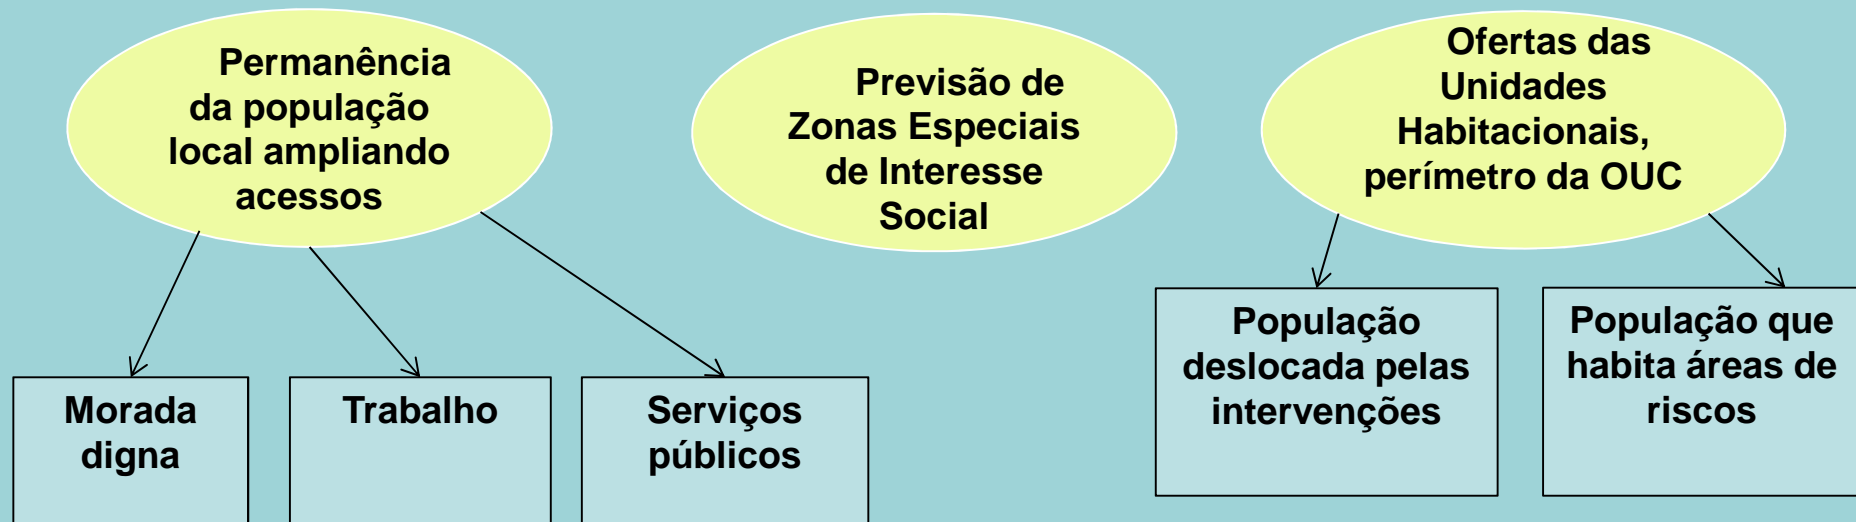 Permanência
da população
local ampliando
acessos
Previsão de
Zonas Especiais
de Interesse
Social
Ofertas das
Unidades
Habitacionais,
perímetro da OUC
Morada
digna
Trabalho
Serviços
públicos
População
deslocada pelas
intervenções
População que
habita áreas de
riscos